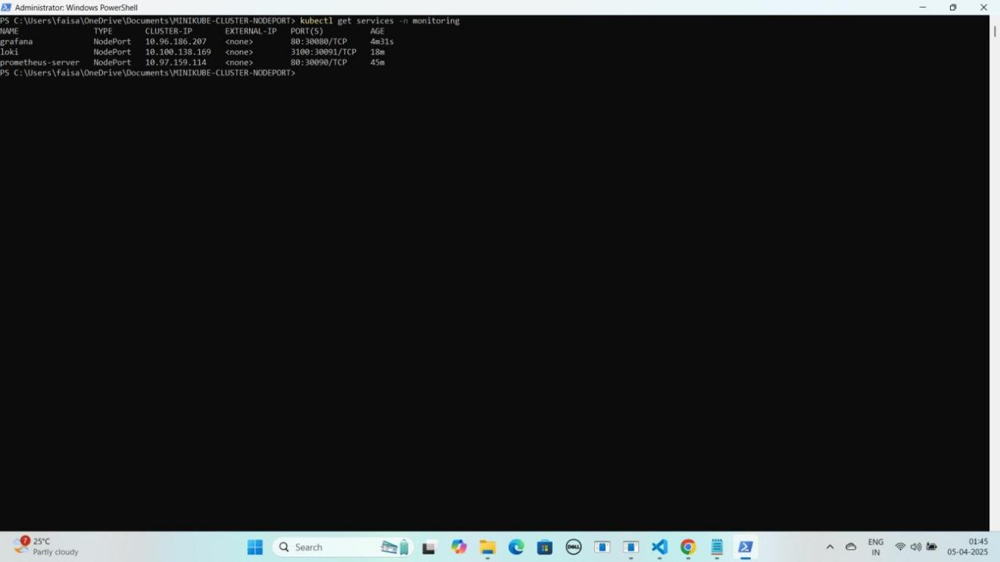 Administrator: Windows PowerShell
PS C:\Users\faisa\OneDrive\Documents\MINIKUBE-CLUSTER-NODEPORT> kubectl get services -n monitoring
NAME TYPE CLUSTER-IP EXTERNAL-IP PORT(S) AGE
grafana NodePort 10.96.186.207 <none> 80:30080/TCP 4m31s
loki NodePort 10.100.138.169 <none> 3100:30091/TCP 18m
prometheus-server NodePort 10.97.159.114 <none> 80:30090/TCP 45m
PS C:\Users\faisa\OneDrive\Documents\MINIKUBE-CLUSTER-NODEPORT>
7
25°C
Partly cloudy
Search
DELL
ENG
IN
01:45
05-04-2025